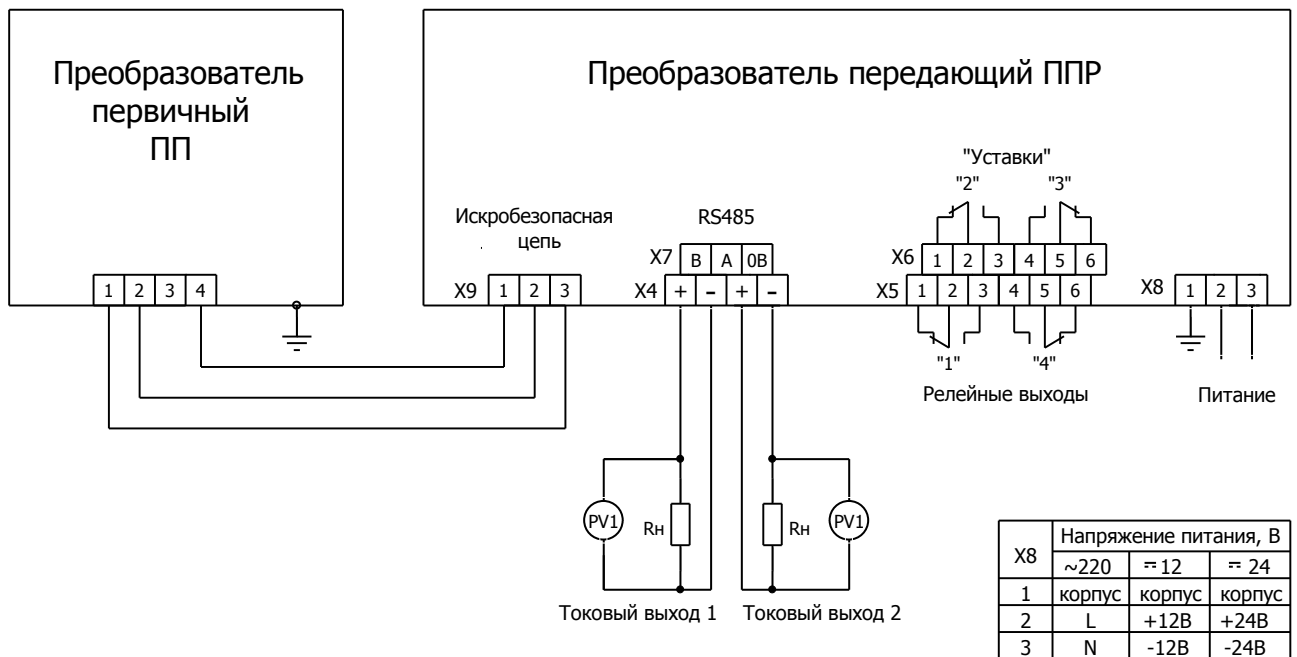 Преобразователь
первичный
ПП
Преобразователь передающий ППР
"Уставки"
"2" "3"
Искробезопасная
цепь
RS485
X7 B A 0B
X6 1 2 3 4 5 6
1 2 3 4
X9 1 2 3
X4 + - + -
X5 1 2 3 4 5 6
X8 1 2 3
"1" "4"
Релейные выходы
Питание
PV1 Rн Rн PV1
Токовый выход 1 Токовый выход 2
X8 Напряжение питания, В
~220 ⎓12 ⎓ 24
1 корпус корпус корпус
2 L +12В +24В
3 N -12В -24В